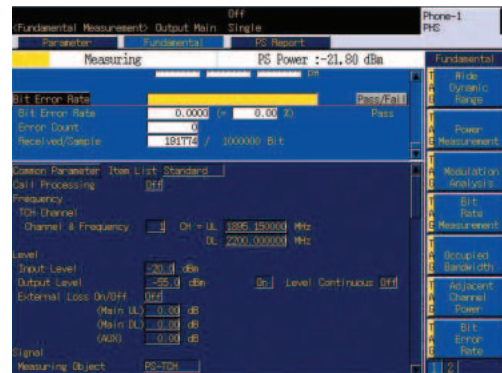 Off
<Fundamental Measurement> Output Main Single
Phone-1
PHS
Parameter Fundamental PS Report
Measuring PS Power :-21.80 dBm
Fundamental
Bit Error Rate Pass/Fail
Bit Error Rate 0.0000 (= 0.00 %) Pass
Error Count 0
Received/Sample 191774 / 1000000 Bit
Common Parameter Item List Standard
Call Processing Off
Frequency
TCH Channel
Channel & Frequency 1 CH = UL 1895.150000 MHz
DL 2200.000000 MHz
Level
Input Level -20.0 dBm
Output Level -55.0 dBm On Level Continuous Off
External Loss On/Off Off
(Main UL) 0.00 dB
(Main DL) 0.00 dB
(AUX) 0.00 dB
Signal
Measuring Object PS-TCH
Wide
Dynamic
Range
Power
Measurement
Modulation
Analysis
Bit
Rate
Measurement
Occupied
Bandwidth
Adjacent
Channel
Power
Bit
Error
Rate
1 2